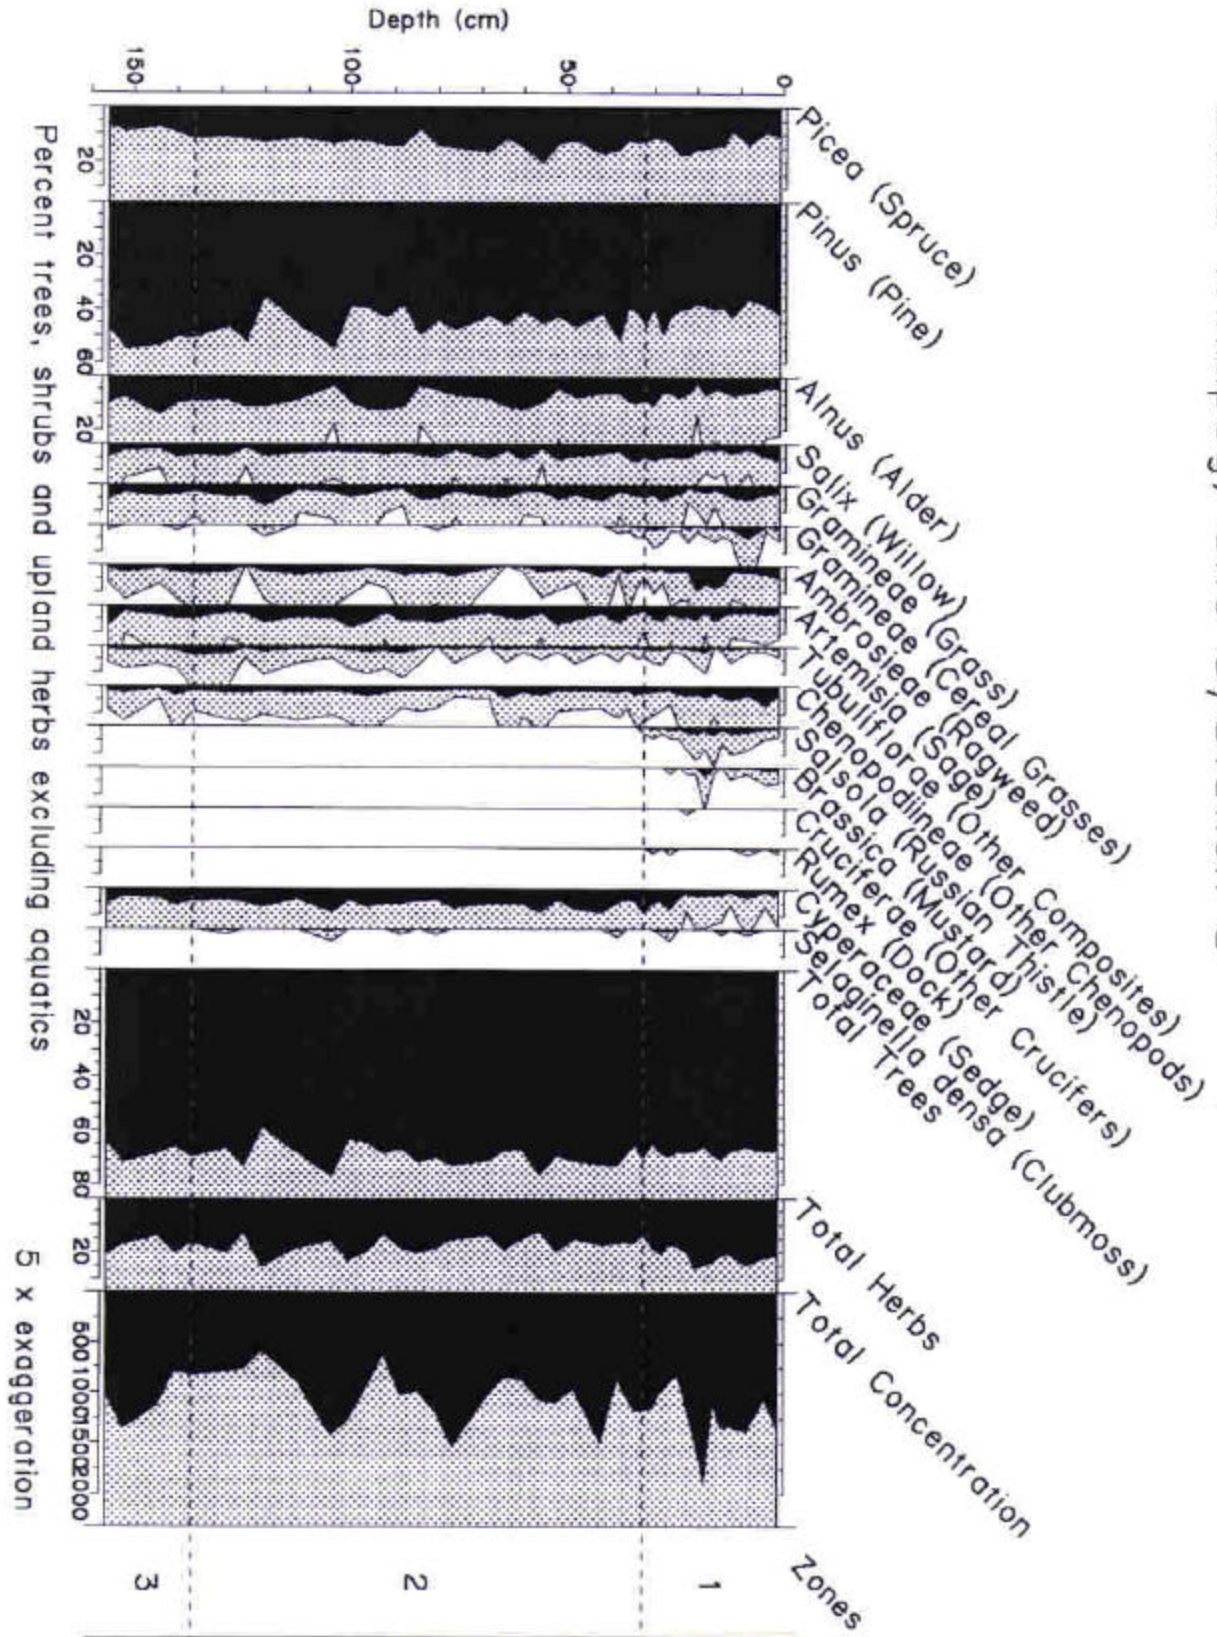 Depth (cm)
150
100
50
0
Picea (Spruce)
Pinus (Pine)
Alnus (Alder)
Salix (Willow)
Gramineae (Grass)
Gramineae (Cereal Grasses)
Ambrosieae (Ragweed)
Artemisia (Sage)
Tubuliflorae (Other Composites)
Chenopodiineae (Other Chenopods)
Salsola (Russian Thistle)
Brassica (Mustard)
Cruciferae (Other Crucifers)
Rumex (Dock)
Cyperaceae (Sedge)
Selaginella densa (Clubmoss)
Total Trees
Total Herbs
Total Concentration
Zones
20
20
40
60
20
20
40
60
80
20
500
1000
1500
2000
3
2
1
Percent trees, shrubs and upland herbs excluding aquatics
5 x exaggeration